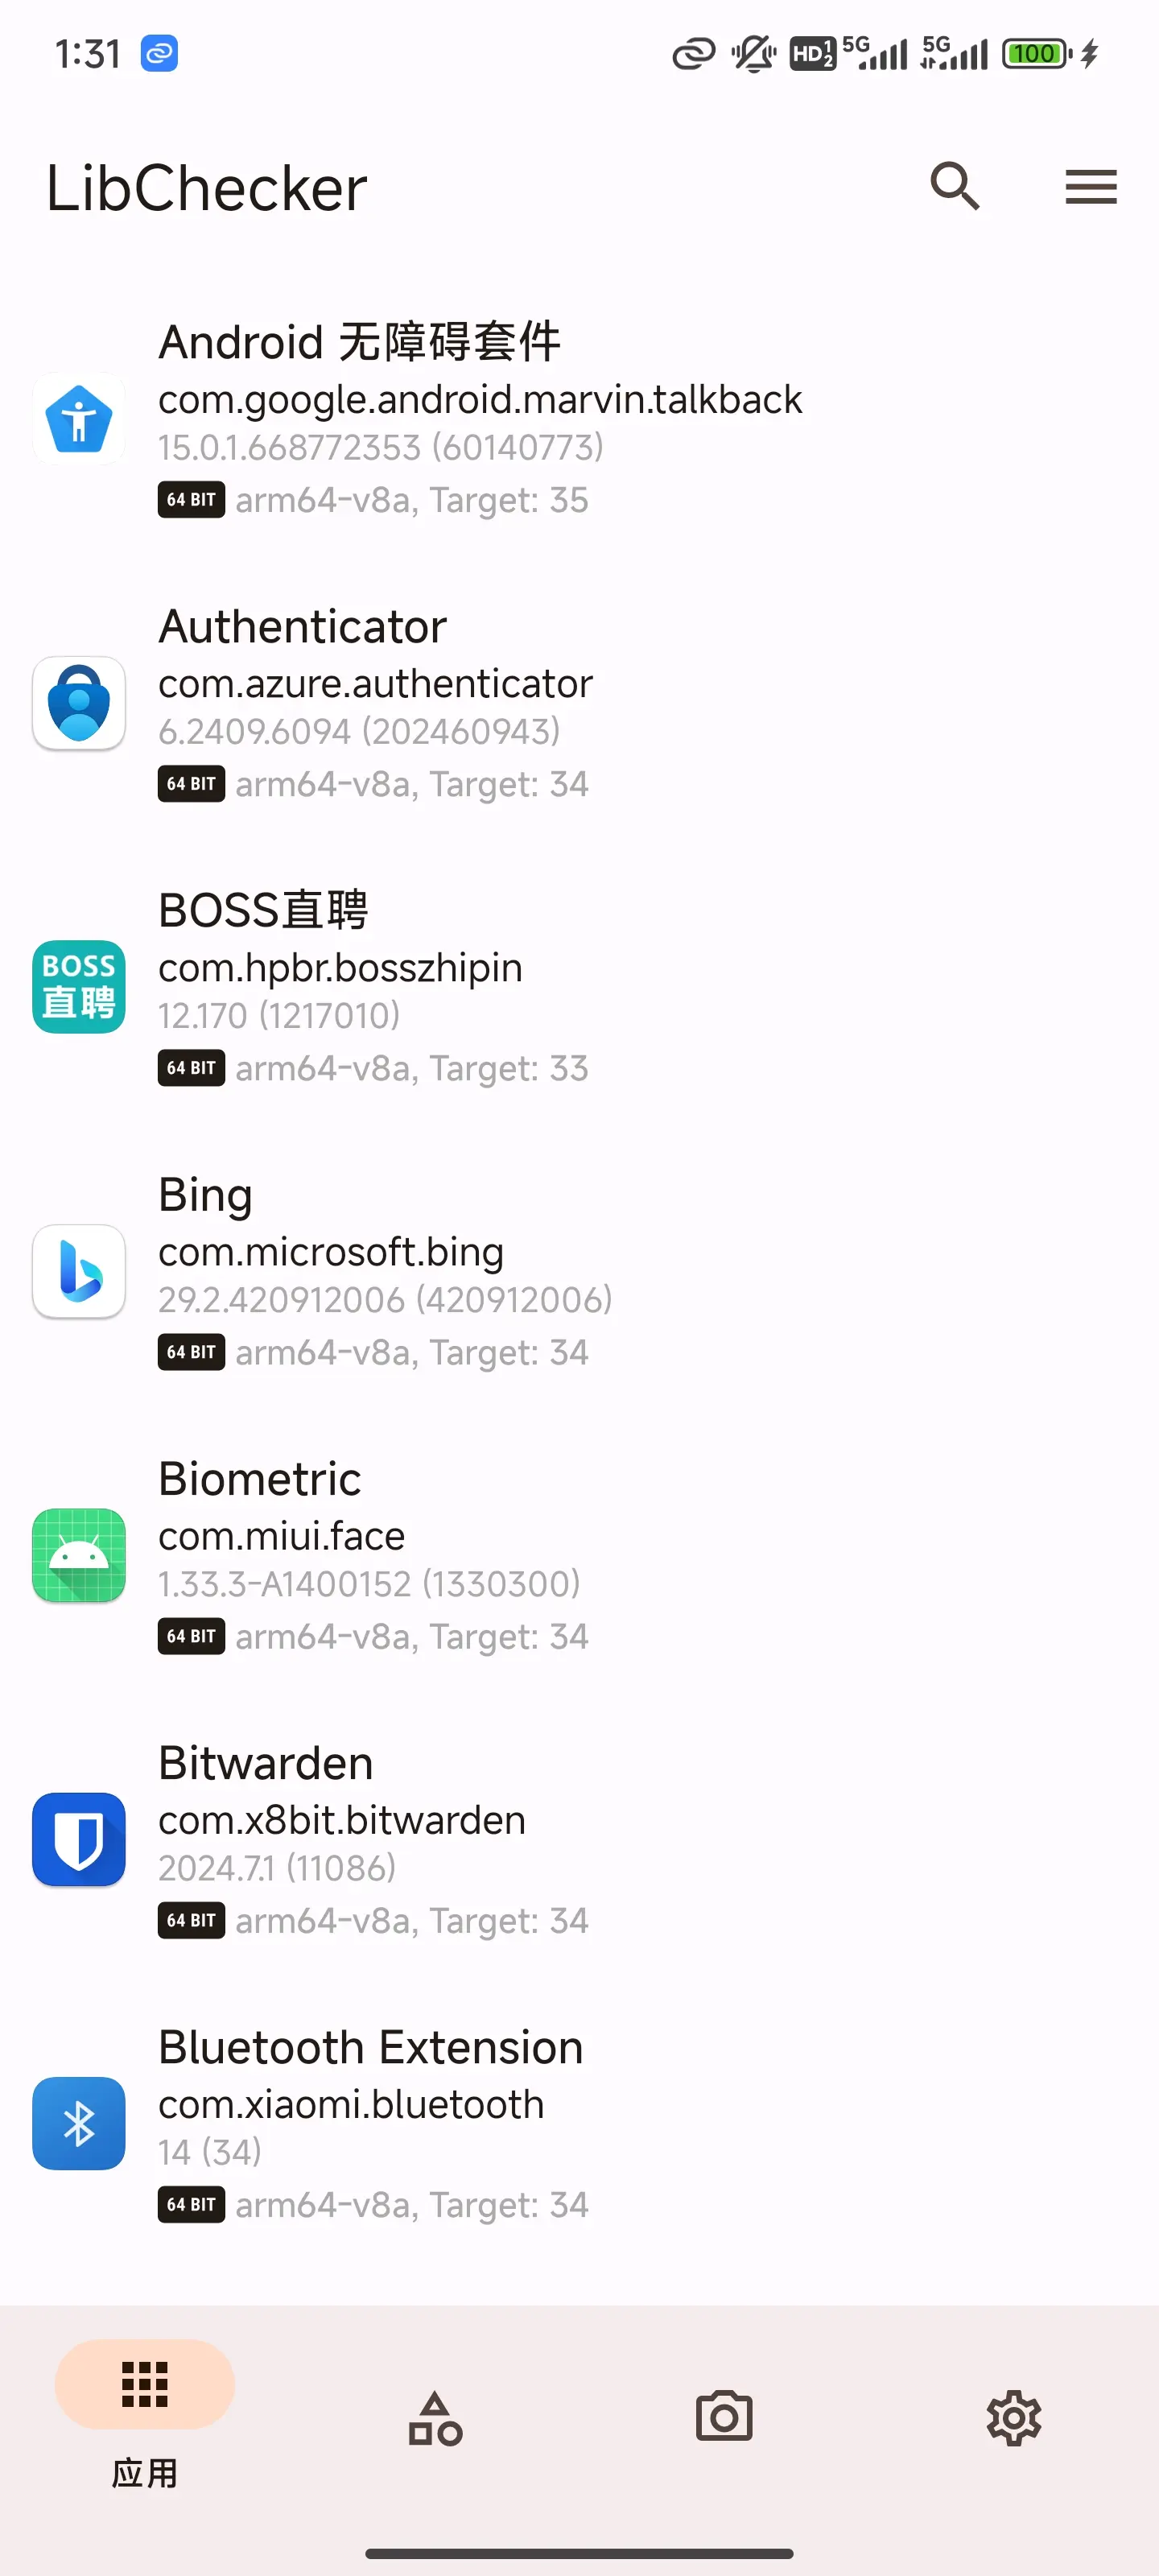 1:31
HD 1 2 5G 5G 100
LibChecker
Android 无障碍套件
com.google.android.marvin.talkback
15.0.1.668772353 (60140773)
64 BIT arm64-v8a, Target: 35
Authenticator
com.azure.authenticator
6.2409.6094 (202460943)
64 BIT arm64-v8a, Target: 34
BOSS直聘
BOSS
直聘
com.hpbr.bosszhipin
12.170 (1217010)
64 BIT arm64-v8a, Target: 33
Bing
com.microsoft.bing
29.2.420912006 (420912006)
64 BIT arm64-v8a, Target: 34
Biometric
com.miui.face
1.33.3-A1400152 (1330300)
64 BIT arm64-v8a, Target: 34
Bitwarden
com.x8bit.bitwarden
2024.7.1 (11086)
64 BIT arm64-v8a, Target: 34
Bluetooth Extension
com.xiaomi.bluetooth
14 (34)
64 BIT arm64-v8a, Target: 34
应用